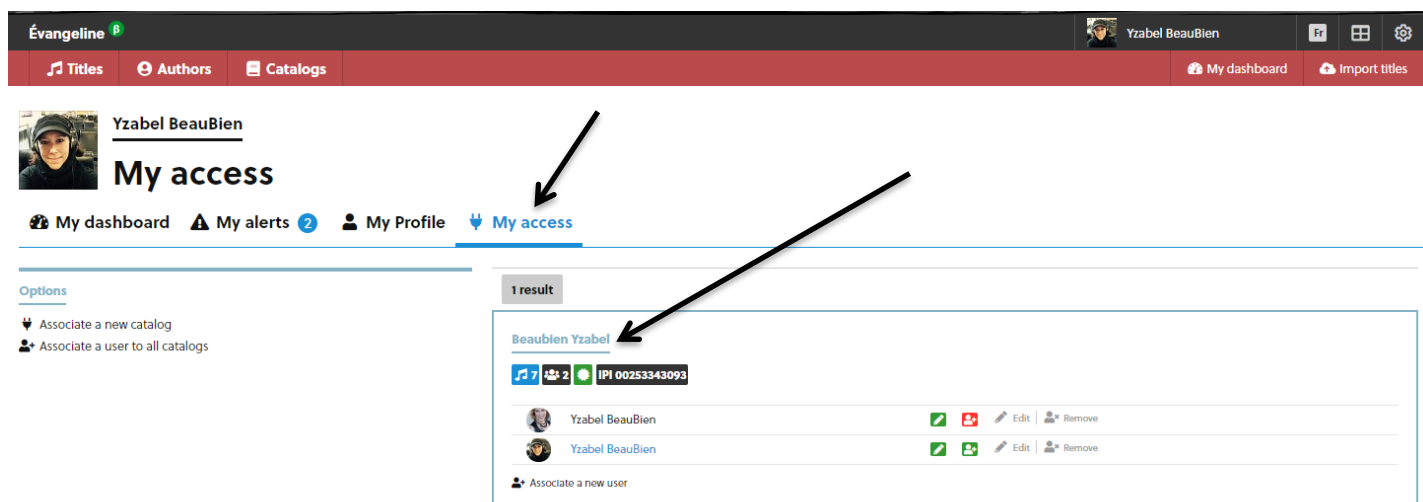 Évangeline β
Yzabel BeauBien
Fr
Titles Authors Catalogs
My dashboard Import titles
Yzabel BeauBien
My access
My dashboard My alerts 2 My Profile My access
Options
Associate a new catalog
Associate a user to all catalogs
1 result
Beaubien Yzabel
7 2 IPI 00253343093
Yzabel BeauBien Edit Remove
Yzabel BeauBien Edit Remove
Associate a new user